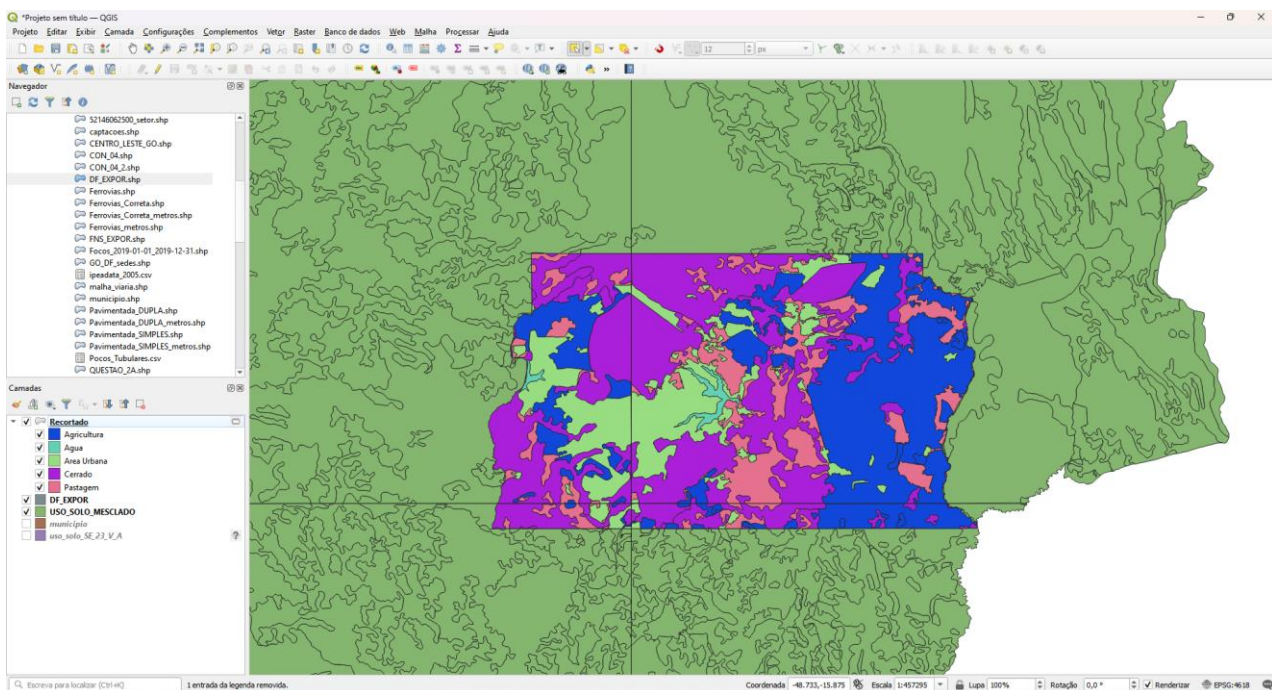 *Projeto sem título — QGIS
Projeto Editar Exibir Camada Configurações Complementos Vetor Raster Banco de dados Web Malha Processar Ajuda
12 px
Navegador
52146062500_setor.shp
captacoes.shp
CENTRO_LESTE_GO.shp
CON_04.shp
CON_04_2.shp
DF_EXPOR.shp
Ferrovias.shp
Ferrovias_Correta.shp
Ferrovias_Correta_metros.shp
Ferrovias_metros.shp
FNS_EXPOR.shp
Focos_2019-01-01_2019-12-31.shp
GO_DF_sedes.shp
ipeadata_2005.csv
malha_viaria.shp
municipio.shp
Pavimentada_DUPLA.shp
Pavimentada_DUPLA_metros.shp
Pavimentada_SIMPLES.shp
Pavimentada_SIMPLES_metros.shp
Pocos_Tubulares.csv
QUESTAO_2A.shp
Camadas
Recortado
Agricultura
Agua
Area Urbana
Cerrado
Pastagem
DF_EXPOR
USO_SOLO_MESCLADO
municipio
uso_solo_SE_23_V_A ?
Escreva para localizar (Ctrl+K) 1 entrada da legenda removida. Coordenada -48.733,-15.875 Escala 1:457295 Lupa 100% Rotação 0,0 ° Renderizar EPSG:4618